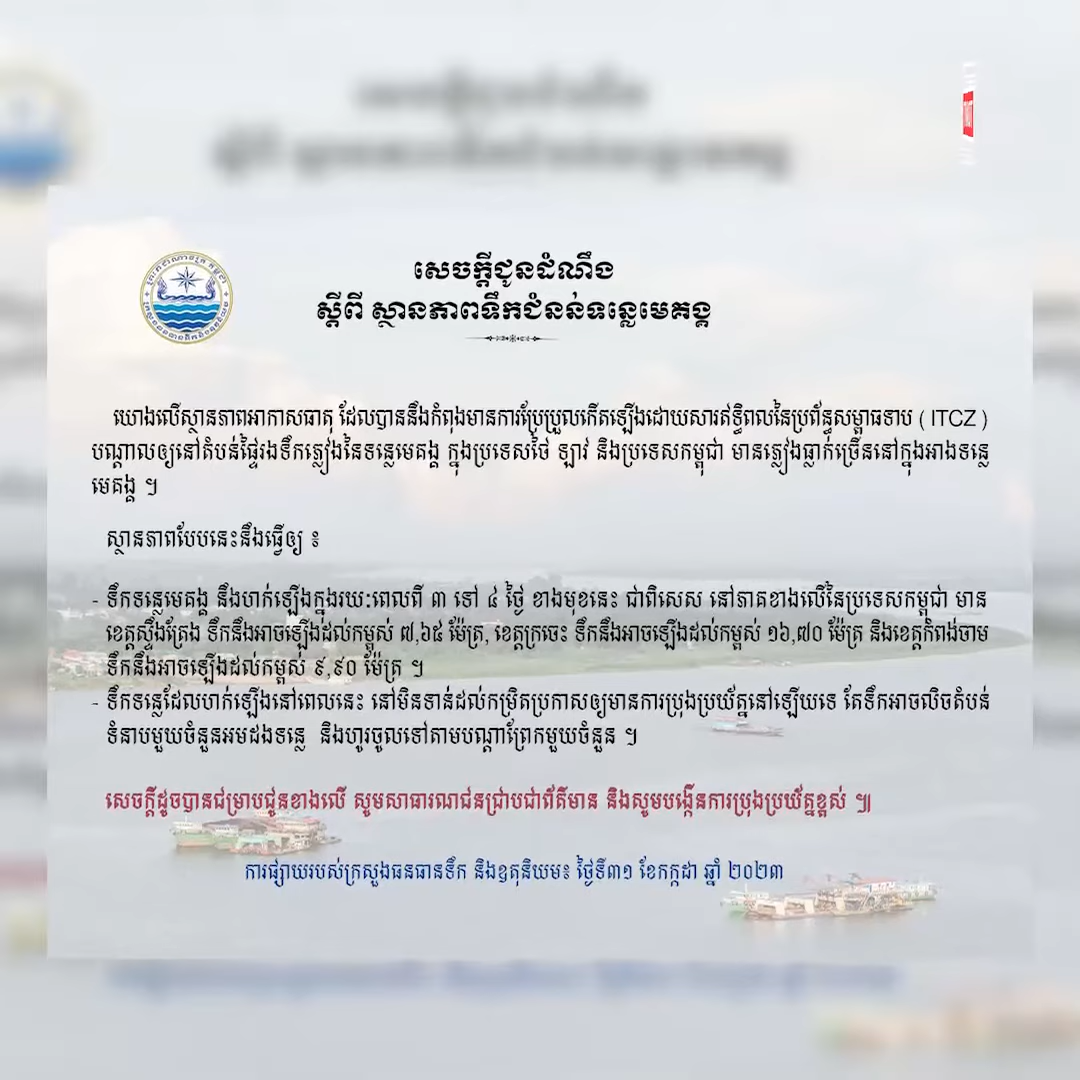 សេចក្តីជូនដំណឹង
ស្តីពី ស្ថានភាពទឹកជំនន់ទន្លេមេគង្គ
យោងលើស្ថានភាពអាកាសធាតុ ដែលបាននឹងកំពុងមានការប្រែប្រួលកើតឡើងដោយសារឥទ្ធិពលនៃប្រព័ន្ធសម្ពាធទាប ( ITCZ )
បណ្តាលឲ្យនៅតំបន់ផ្ទៃរងទឹកភ្លៀងនៃទន្លេមេគង្គ ក្នុងប្រទេសថៃ ឡាវ និងប្រទេសកម្ពុជា មានភ្លៀងធ្លាក់ច្រើននៅក្នុងអាងទន្លេ
មេគង្គ ។
ស្ថានភាពបែបនេះនឹងធ្វើឲ្យ ៖
- ទឹកទន្លេមេគង្គ នឹងហក់ឡើងក្នុងរយៈពេលពី ៣ ទៅ ៤ ថ្ងៃ ខាងមុខនេះ ជាពិសេស នៅភាគខាងលើនៃប្រទេសកម្ពុជា មាន
ខេត្តស្ទឹងត្រែង ទឹកនឹងអាចឡើងដល់កម្ពស់ ៧,៦៥ ម៉ែត្រ, ខេត្តក្រចេះ ទឹកនឹងអាចឡើងដល់កម្ពស់ ១៦,៧០ ម៉ែត្រ និងខេត្តកំពង់ចាម
ទឹកនឹងអាចឡើងដល់កម្ពស់ ៩,៩០ ម៉ែត្រ ។
- ទឹកទន្លេដែលហក់ឡើងនៅពេលនេះ នៅមិនទាន់ដល់កម្រិតប្រកាសឲ្យមានការប្រុងប្រយ័ត្ននៅឡើយទេ តែទឹកអាចលិចតំបន់
ទំនាបមួយចំនួនអមដងទន្លេ និងហូរចូលទៅតាមបណ្តាព្រែកមួយចំនួន ។
សេចក្តីដូចបានជម្រាបជូនខាងលើ សូមសាធារណជនជ្រាបជាព័ត៌មាន និងសូមបង្កើនការប្រុងប្រយ័ត្នខ្ពស់ ៕
ការផ្សាយរបស់ក្រសួងធនធានទឹក និងឧតុនិយម៖ ថ្ងៃទី៣១ ខែកក្កដា ឆ្នាំ ២០២៣